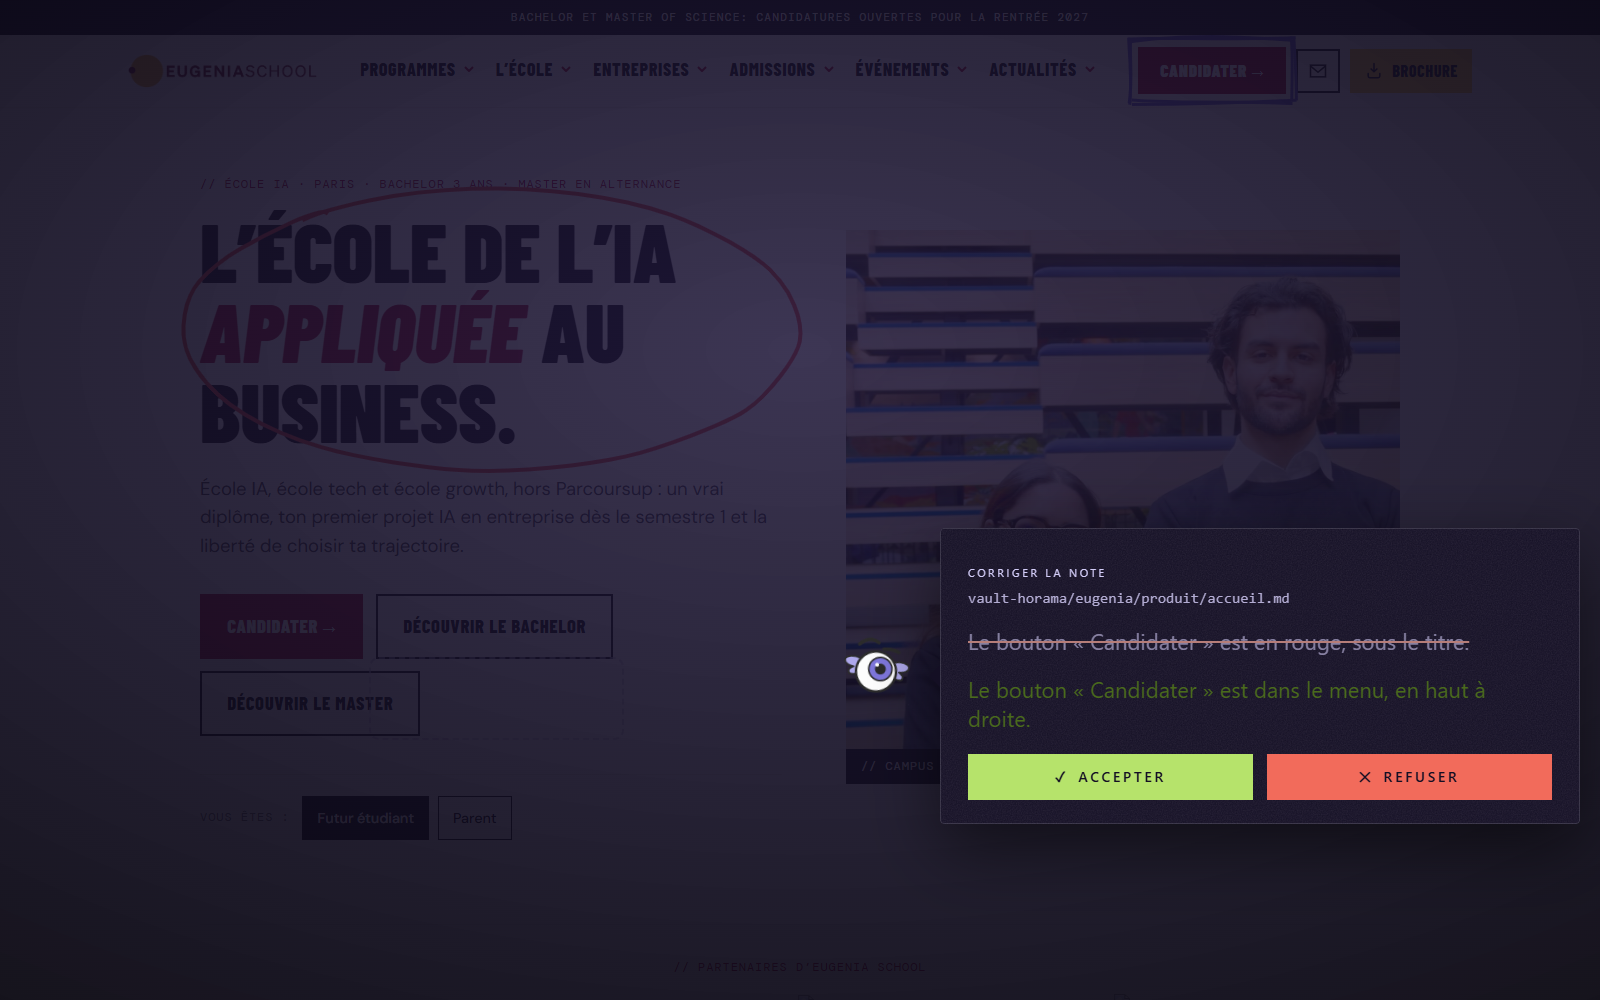 BACHELOR ET MASTER OF SCIENCE: CANDIDATURES OUVERTES POUR LA RENTRÉE 2027
EUGENIASCHOOL
PROGRAMMES
L'ÉCOLE
ENTREPRISES
ADMISSIONS
ÉVÉNEMENTS
ACTUALITÉS
CANDIDATER →
BROCHURE
// ÉCOLE IA · PARIS · BACHELOR 3 ANS · MASTER EN ALTERNANCE
L'ÉCOLE DE L'IA
APPLIQUÉE AU
BUSINESS.
École IA, école tech et école growth, hors Parcoursup : un vrai
diplôme, ton premier projet IA en entreprise dès le semestre 1 et la
liberté de choisir ta trajectoire.
CANDIDATER →
DÉCOUVRIR LE BACHELOR
DÉCOUVRIR LE MASTER
// CAMPUS
VOUS ÊTES :
Futur étudiant
Parent
CORRIGER LA NOTE
vault-horama/eugenia/produit/accueil.md
Le bouton « Candidater » est en rouge, sous le titre.
Le bouton « Candidater » est dans le menu, en haut à
droite.
✓ ACCEPTER
✕ REFUSER
// PARTENAIRES D'EUGENIA SCHOOL